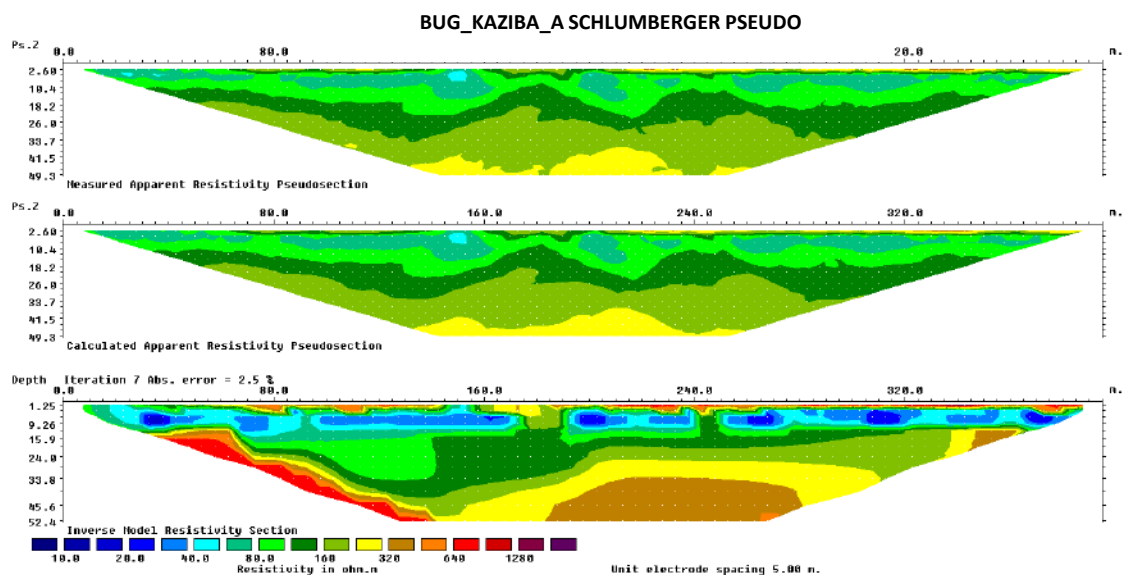 BUG_KAZIBA_A SCHLUMBERGER PSEUDO
Ps.Z 0.0 80.0 20.0 m.
2.60
10.4
18.2
26.0
33.7
41.5
49.3
Measured Apparent Resistivity Pseudosection
Ps.Z 0.0 80.0 160.0 240.0 320.0 m.
2.60
10.4
18.2
26.0
33.7
41.5
49.3
Calculated Apparent Resistivity Pseudosection
Depth Iteration 7 Abs. error = 2.5 %
0.0 80.0 160.0 240.0 320.0 m.
1.25
9.26
15.9
24.0
33.8
45.6
52.4
Inverse Model Resistivity Section
10.0 20.0 40.0 80.0 160 320 640 1280
Resistivity in ohm.m Unit electrode spacing 5.00 m.